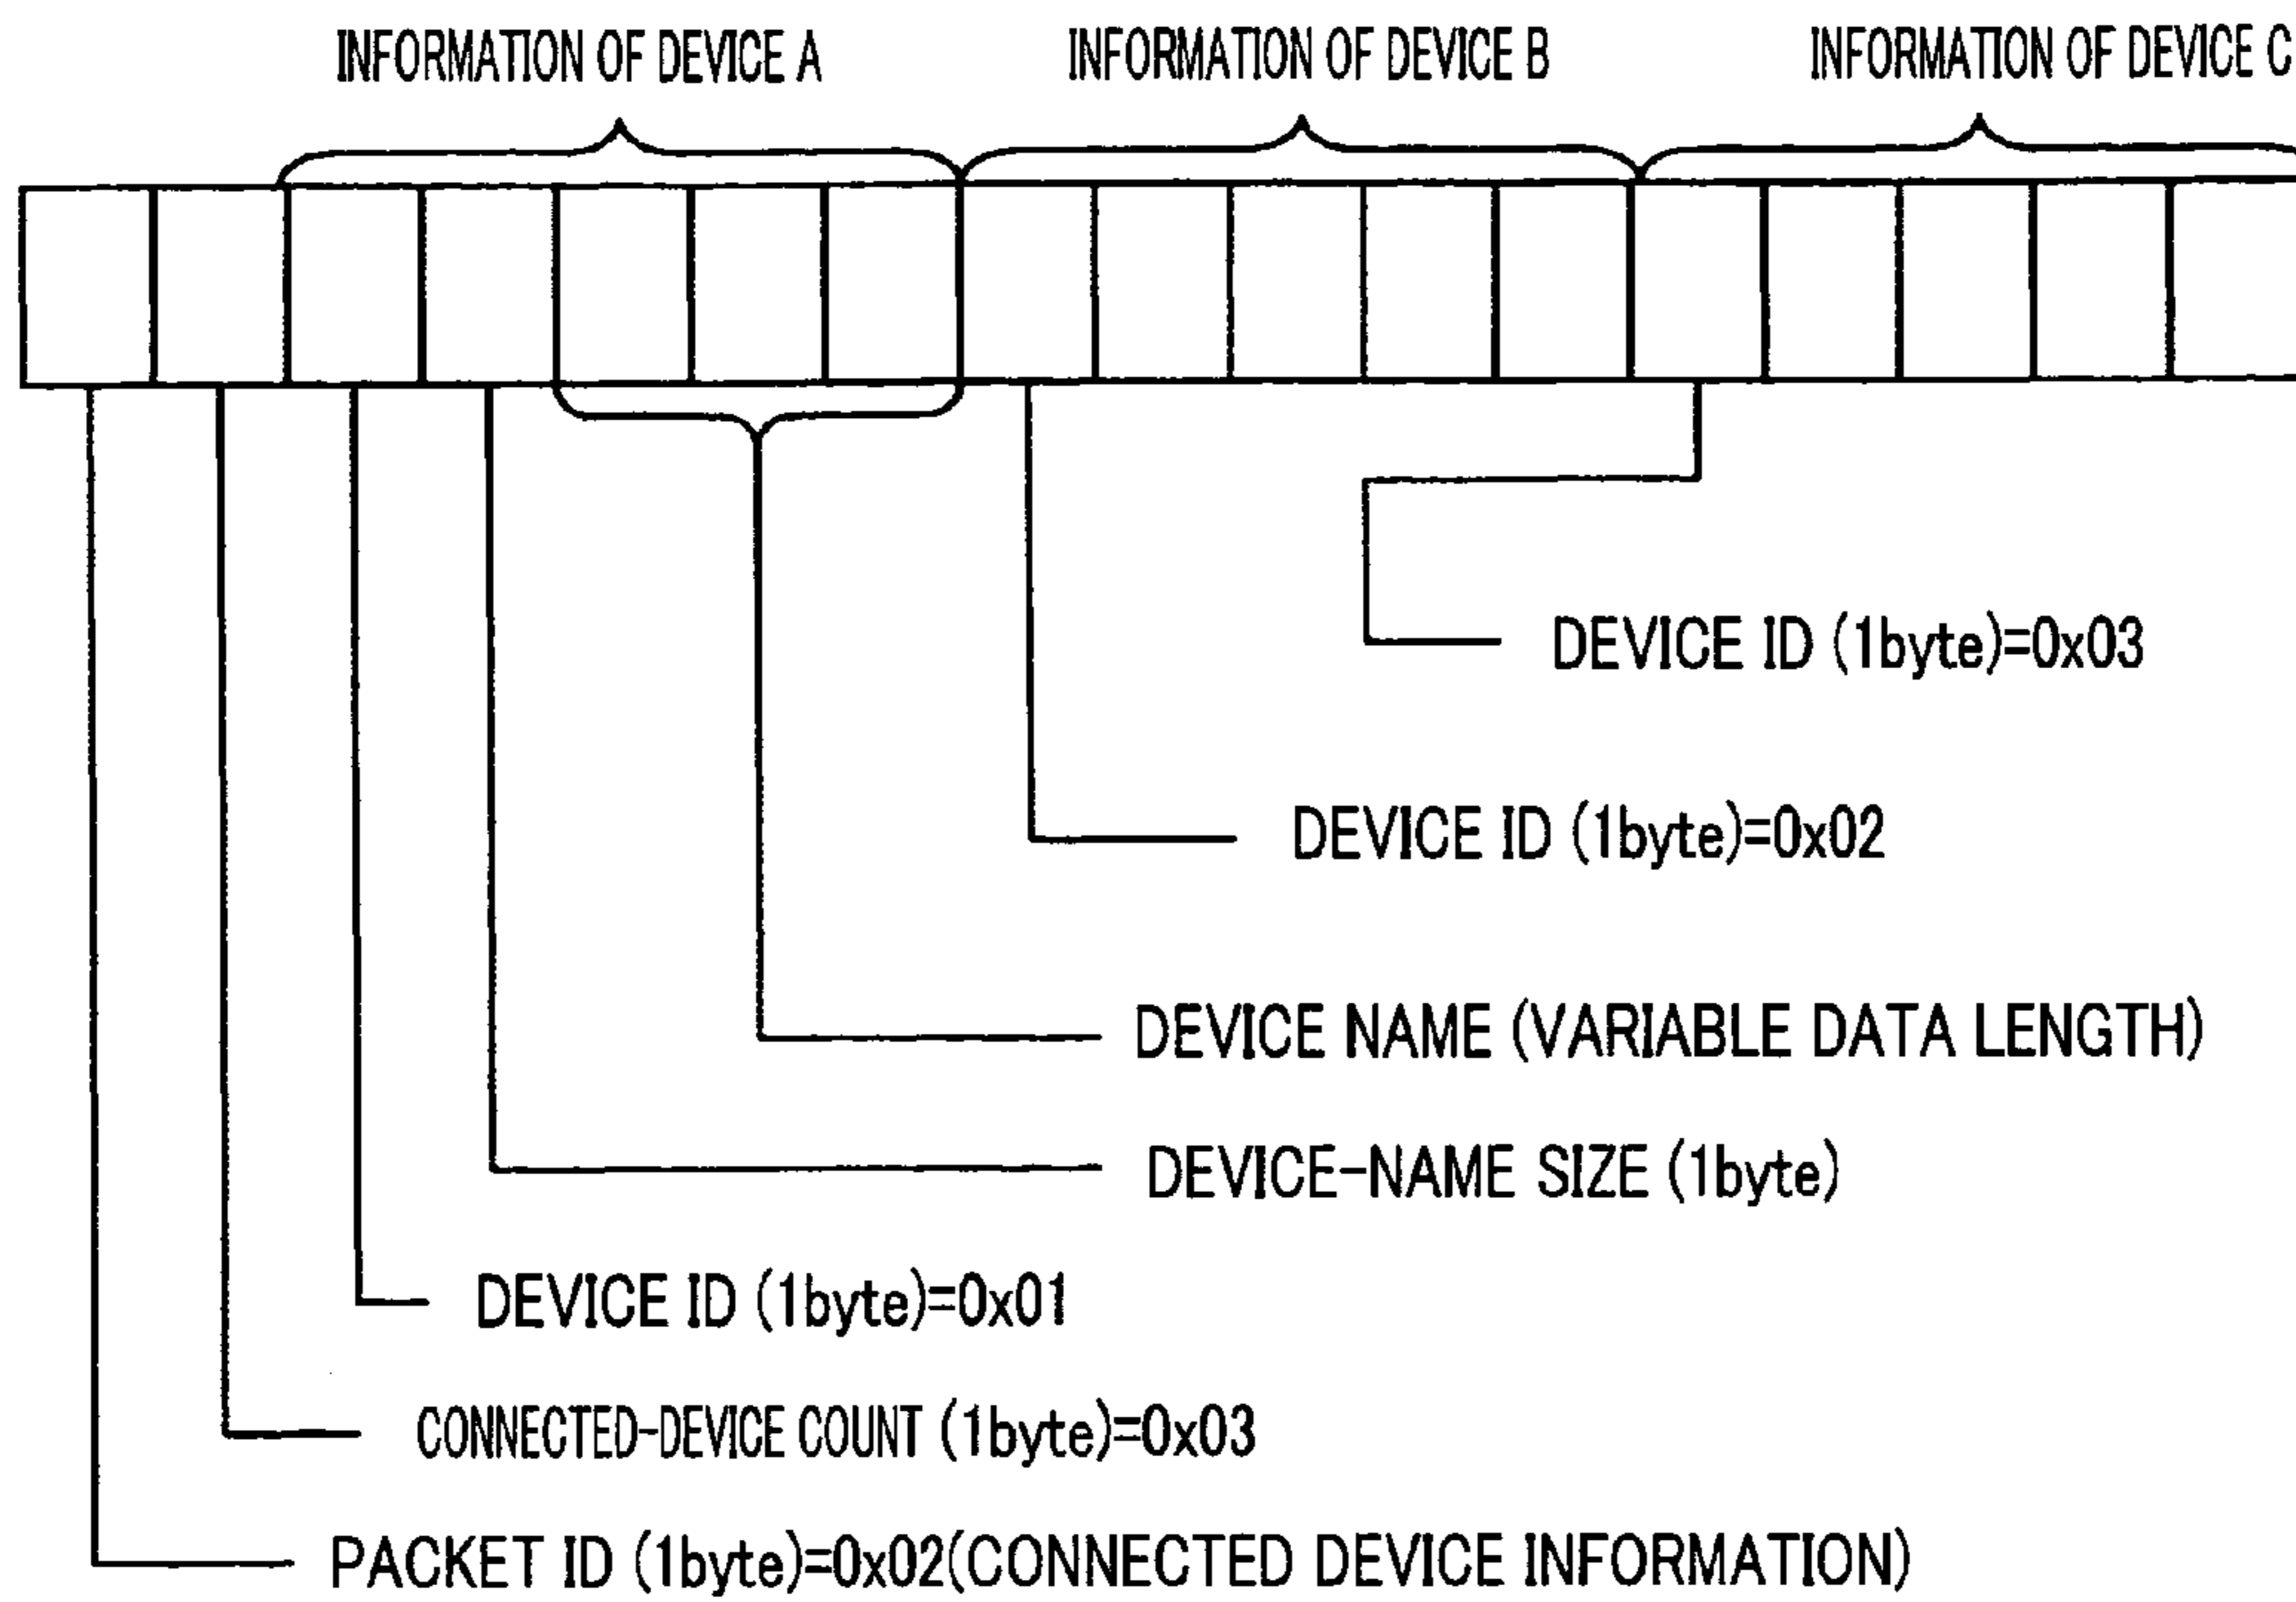 INFORMATION OF DEVICE A
INFORMATION OF DEVICE B
INFORMATION OF DEVICE C
DEVICE ID (1byte)=0x03
DEVICE ID (1byte)=0x02
DEVICE NAME (VARIABLE DATA LENGTH)
DEVICE-NAME SIZE (1byte)
DEVICE ID (1byte)=0x01
CONNECTED-DEVICE COUNT (1byte)=0x03
PACKET ID (1byte)=0x02(CONNECTED DEVICE INFORMATION)